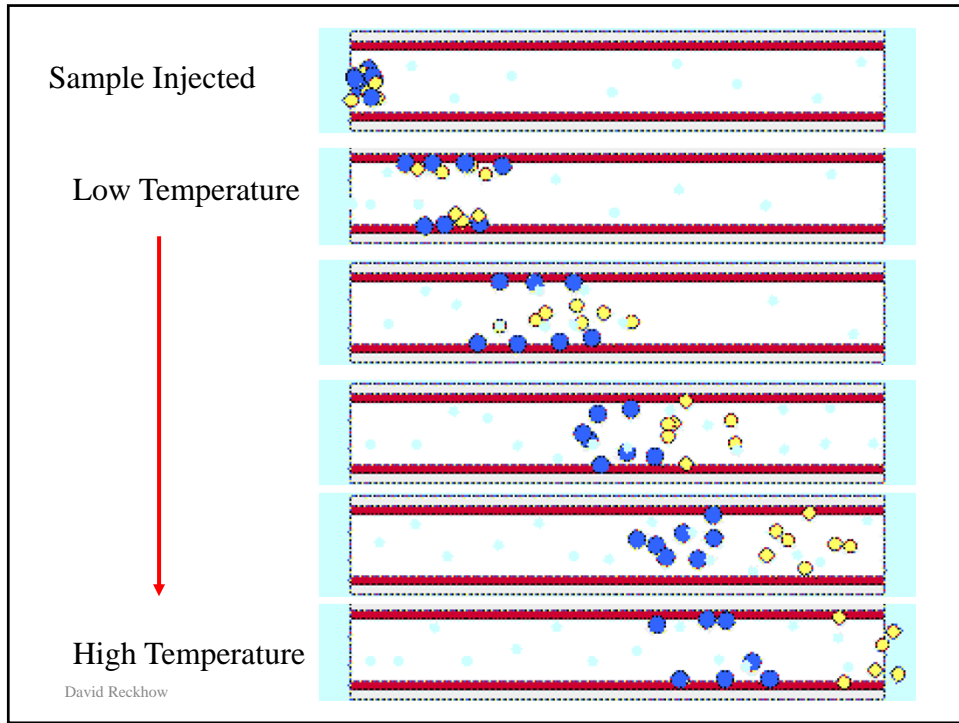 Sample Injected
Low Temperature
High Temperature
David Reckhow